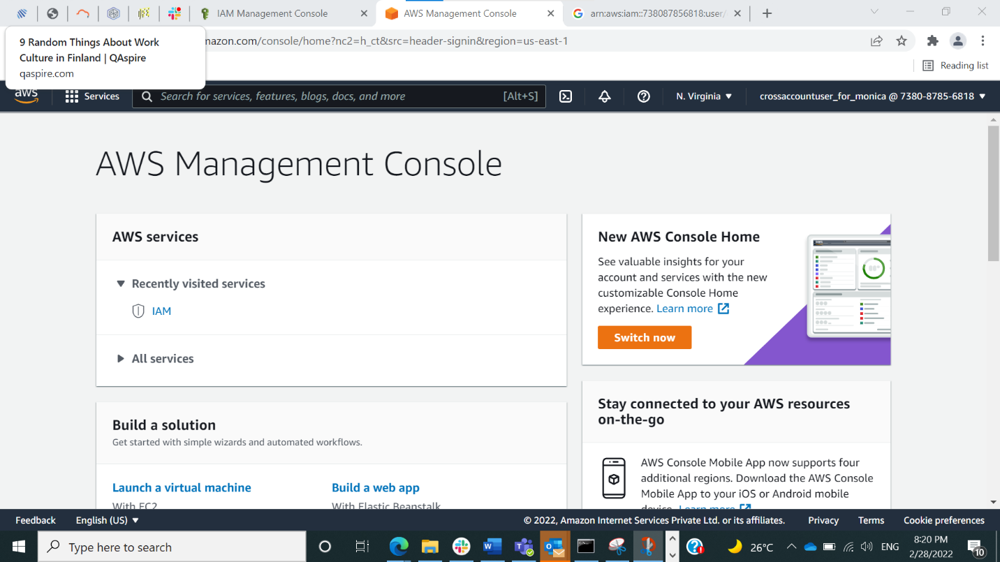 IAM Management Console
AWS Management Console
arn:aws:iam::738087856818:user/
9 Random Things About Work
Culture in Finland | QAspire
qaspire.com
mazon.com/console/home?nc2=h_ct&src=header-signin&region=us-east-1
Reading list
aws
Services
Search for services, features, blogs, docs, and more
[Alt+S]
N. Virginia
crossaccountuser_for_monica @ 7380-8785-6818
AWS Management Console
AWS services
Recently visited services
IAM
All services
New AWS Console Home
See valuable insights for your
account and services with the new
customizable Console Home
experience. Learn more
Switch now
Build a solution
Get started with simple wizards and automated workflows.
Launch a virtual machine
With EC2
Build a web app
With Elastic Beanstalk
Stay connected to your AWS resources
on-the-go
AWS Console Mobile App now supports four
additional regions. Download the AWS Console
Mobile App to your iOS or Android mobile
device. Learn more
Feedback
English (US)
© 2022, Amazon Internet Services Private Ltd. or its affiliates.
Privacy
Terms
Cookie preferences
Type here to search
26°C
ENG
8:20 PM
2/28/2022
10